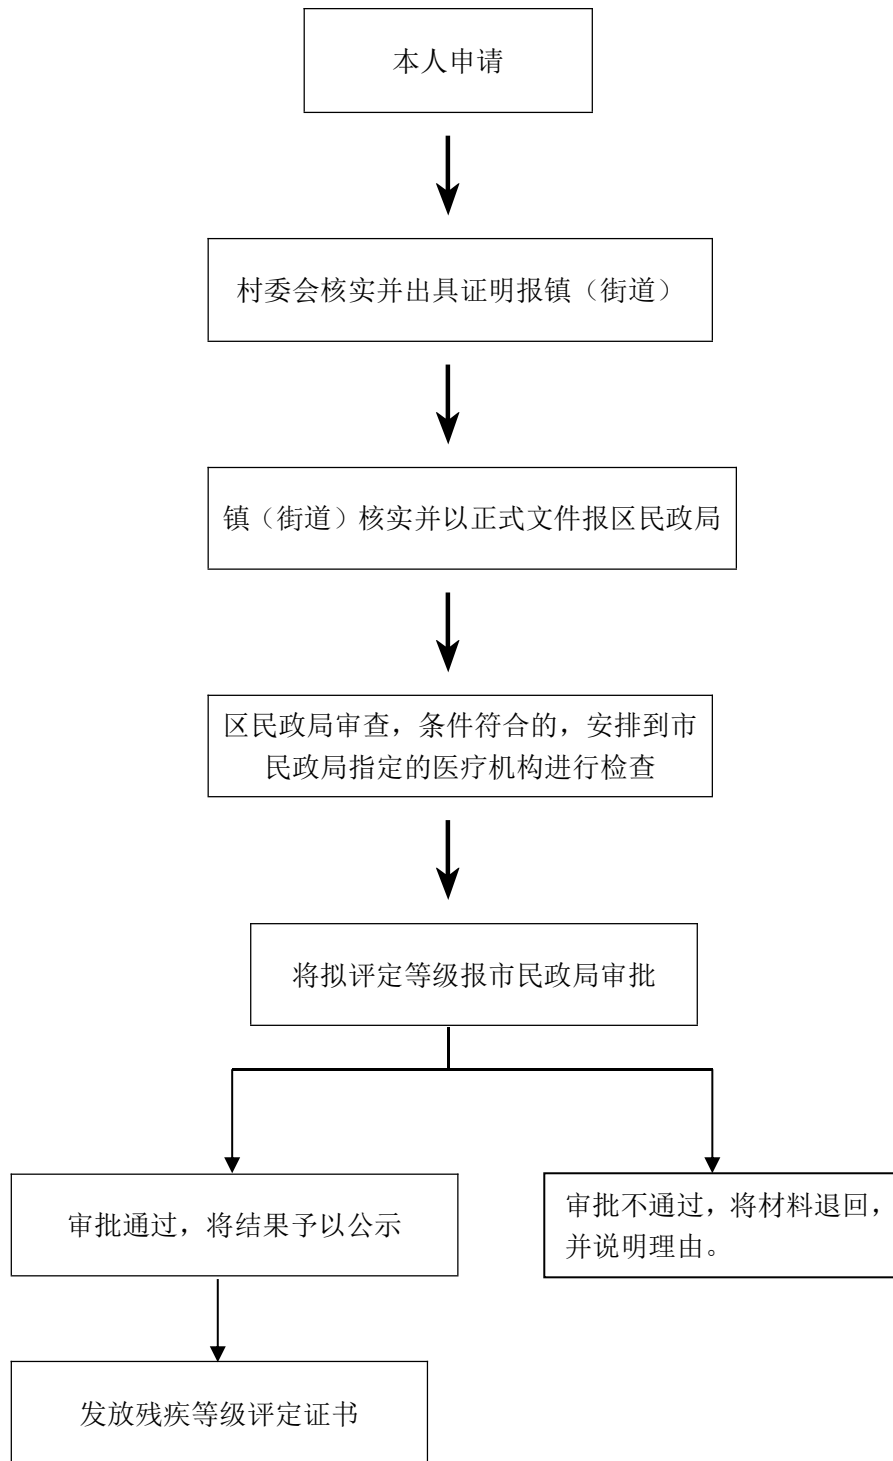 本人申请
村委会核实并出具证明报镇（街道）
镇（街道）核实并以正式文件报区民政局
区民政局审查，条件符合的，安排到市
民政局指定的医疗机构进行检查
将拟评定等级报市民政局审批
审批通过，将结果予以公示
审批不通过，将材料退回，
并说明理由。
发放残疾等级评定证书